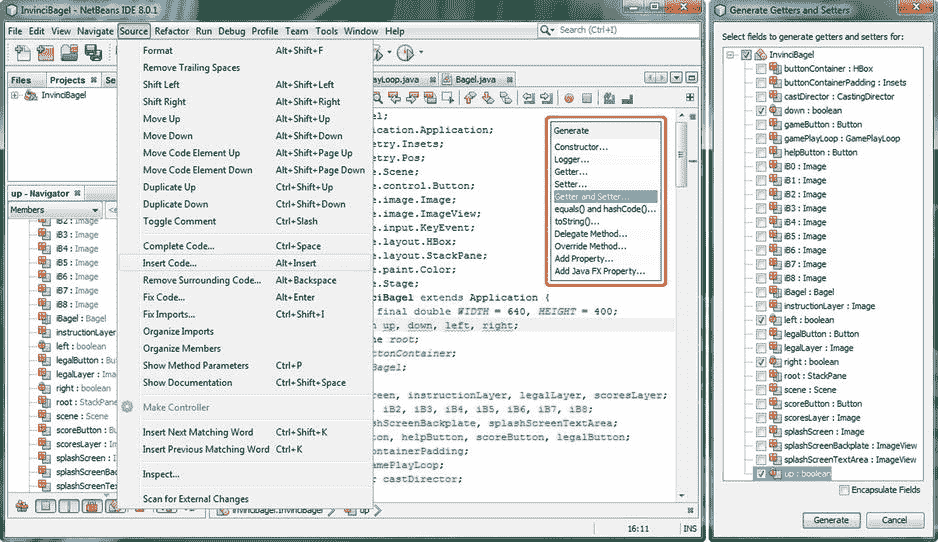 InvinciBagel - NetBeans IDE 8.0.1
File Edit View Navigate Source Refactor Run Debug Profile Team Tools Window Help
Search (Ctrl+I)
Format Alt+Shift+F
Remove Trailing Spaces
Shift Left Alt+Shift+Left
Shift Right Alt+Shift+Right
Move Up Alt+Shift+Up
Move Down Alt+Shift+Down
Move Code Element Up Alt+Shift+Page Up
Move Code Element Down Alt+Shift+Page Down
Duplicate Up Ctrl+Shift+Up
Duplicate Down Ctrl+Shift+Down
Toggle Comment Ctrl+Slash
Complete Code... Ctrl+Space
Insert Code... Alt+Insert
Remove Surrounding Code... Alt+Backspace
Fix Code... Alt+Enter
Fix Imports... Ctrl+Shift+I
Organize Imports
Organize Members
Show Method Parameters Ctrl+P
Show Documentation Ctrl+Shift+Space
Make Controller
Insert Next Matching Word Ctrl+Shift+K
Insert Previous Matching Word Ctrl+K
Inspect...
Scan for External Changes
Files Projects Se
InvinciBagel
up - Navigator
Members
iB2 : Image
iB3 : Image
iB4 : Image
iB5 : Image
iB6 : Image
iB7 : Image
iB8 : Image
iBagel : Bagel
instructionLayer
left : boolean
legalButton : Bu
legalLayer : Ima
right : boolean
root : StackPane
scene : Scene
scoreButton : B
scoresLayer : Im
splashScreen : I
splashScreenBac
splashScreenTex
ayLoop.java Bagel.java
el;
ication.Application;
etry.Insets;
etry.Pos;
e.Scene;
e.control.Button;
e.image.Image;
e.image.ImageView;
e.input.KeyEvent;
e.layout.HBox;
e.layout.StackPane;
e.paint.Color;
e.Stage;
nciBagel extends Application {
final double WIDTH = 640, HEIGHT = 400;
n up, down, left, right;
ne root;
ttonContainer;
Bagel;
een, instructionLayer, legalLayer, scoresLayer;
, iB2, iB3, iB4, iB5, iB6, iB7, iB8;
ashScreenBackplate, splashScreenTextArea;
on, helpButton, scoreButton, legalButton;
ontainerPadding;
amePlayLoop;
or castDirector;
Generate
Constructor...
Logger...
Getter...
Setter...
Getter and Setter...
equals() and hashCode()...
toString()...
Delegate Method...
Override Method...
Add Property...
Add Java FX Property...
invincibagel.InvinciBagel up
16:11 INS
Generate Getters and Setters
Select fields to generate getters and setters for:
InvinciBagel
buttonContainer : HBox
buttonContainerPadding : Insets
castDirector : CastingDirector
down : boolean
gameButton : Button
gamePlayLoop : GamePlayLoop
helpButton : Button
iB0 : Image
iB1 : Image
iB2 : Image
iB3 : Image
iB4 : Image
iB5 : Image
iB6 : Image
iB7 : Image
iB8 : Image
iBagel : Bagel
instructionLayer : Image
left : boolean
legalButton : Button
legalLayer : Image
right : boolean
root : StackPane
scene : Scene
scoreButton : Button
scoresLayer : Image
splashScreen : Image
splashScreenBackplate : ImageView
splashScreenTextArea : ImageView
up : boolean
Encapsulate Fields
Generate Cancel